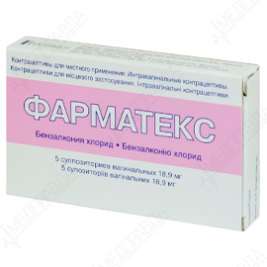 Контрацептивы для местного применения. Интравагинальные контрацептивы.
Контрацептиви для місцевого застосування. Інтравагінальні контрацептиви.
ФАРМАТЕКС
Бензалкония хлорид • Бензалконію хлорид
5 суппозиториев вагинальных 18,9 мг
5 супозиторіїв вагінальних 18,9 мг